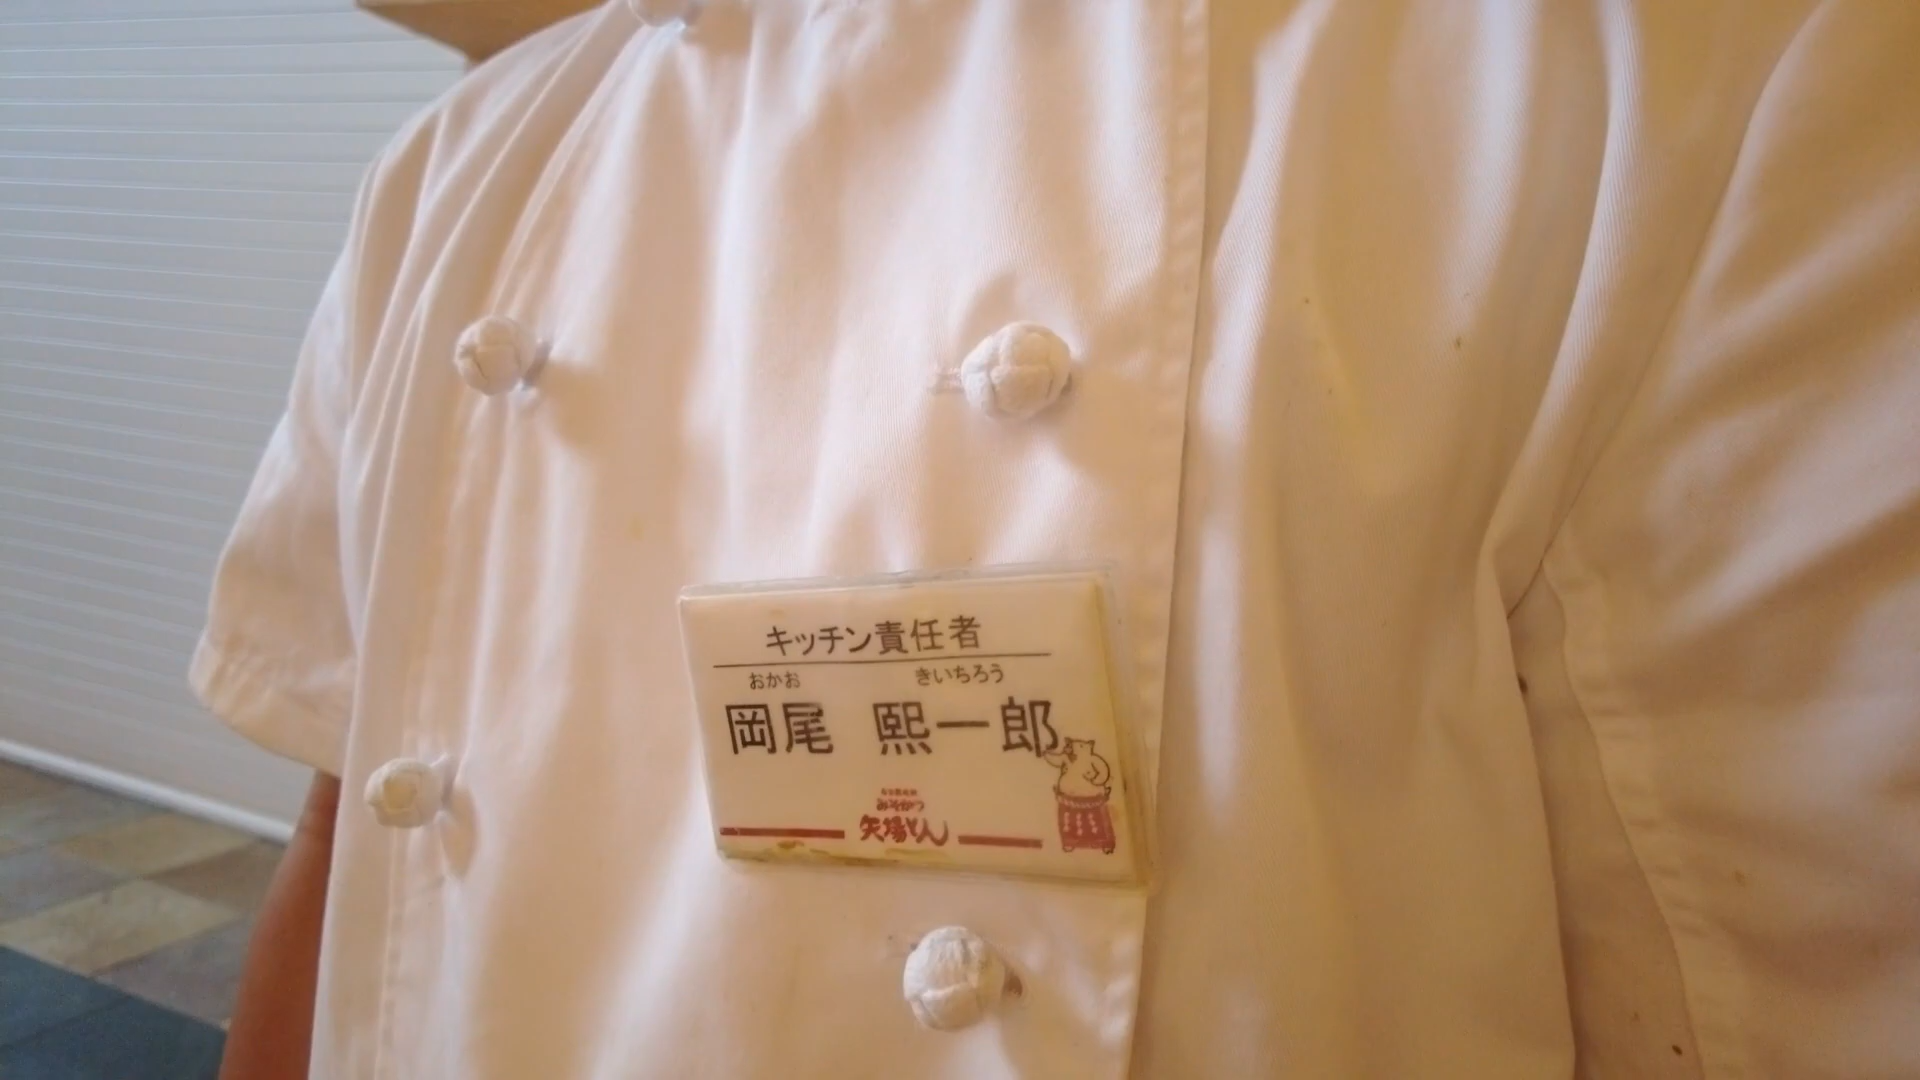 キッチン責任者
おかお きいちろう
岡尾 熙一郎
矢場とん